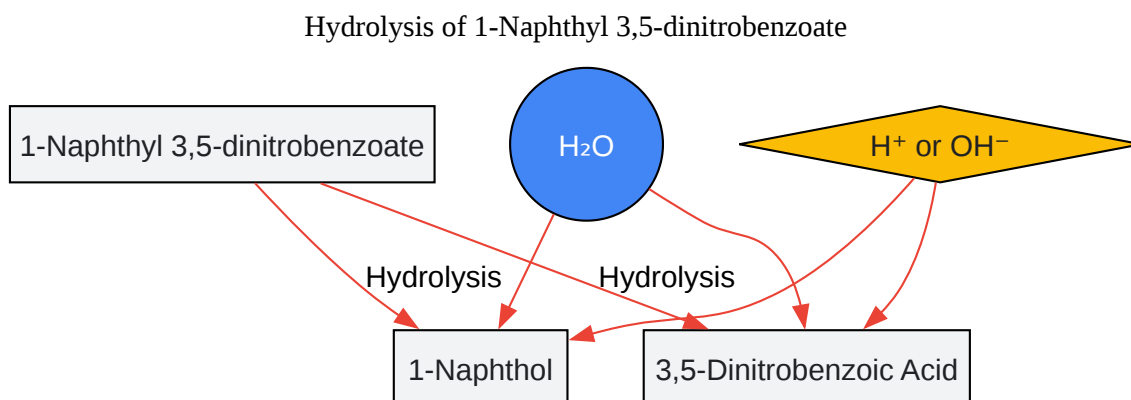 Hydrolysis of 1-Naphthyl 3,5-dinitrobenzoate
1-Naphthyl 3,5-dinitrobenzoate
H₂O
H⁺ or OH⁻
Hydrolysis
Hydrolysis
1-Naphthol
3,5-Dinitrobenzoic Acid